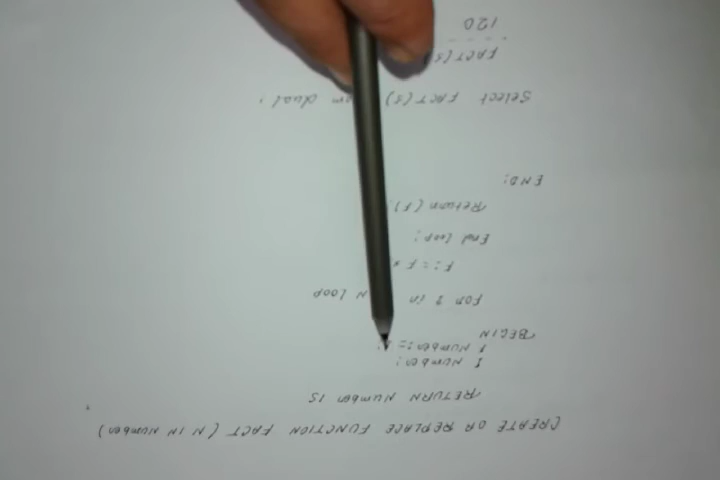 CREATE OR REPLACE FUNCTION FACT (N IN Number)
RETURN Number IS
I Number;
BEGIN
FOR I in N LOOP
F:=F*
End loop;
Return (F)
END;
Select FACT(5) dual;
FACT(5)
120